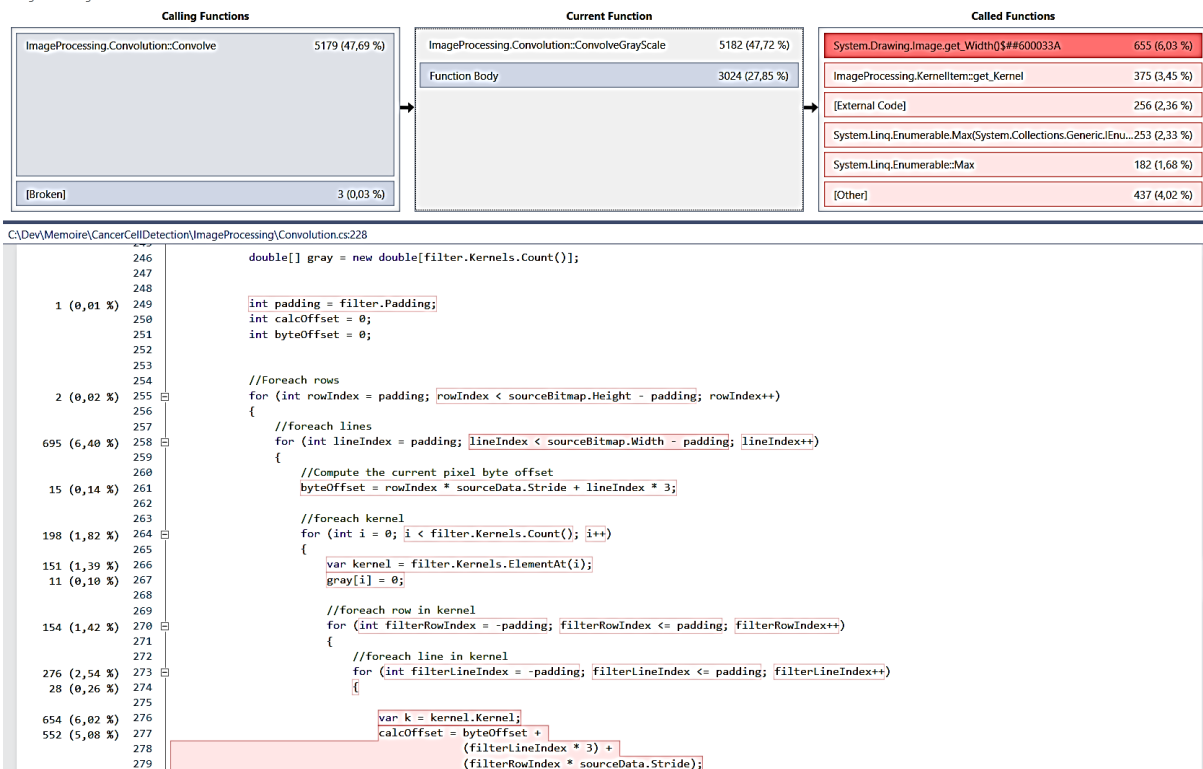 Calling Functions
Current Function
Called Functions
ImageProcessing.Convolution::Convolve 5179 (47,69 %)
[Broken] 3 (0,03 %)
ImageProcessing.Convolution::ConvolveGrayScale 5182 (47,72 %)
Function Body 3024 (27,85 %)
System.Drawing.Image.get_Width()$##600033A 655 (6,03 %)
ImageProcessing.KernelItem::get_Kernel 375 (3,45 %)
[External Code] 256 (2,36 %)
System.Linq.Enumerable.Max(System.Collections.Generic.IEnu... 253 (2,33 %)
System.Linq.Enumerable::Max 182 (1,68 %)
[Other] 437 (4,02 %)
C:\Dev\Memoire\CancerCellDetection\ImageProcessing\Convolution.cs:228
246 double[] gray = new double[filter.Kernels.Count()];
247
248
1 (0,01 %) 249 int padding = filter.Padding;
250 int calcOffset = 0;
251 int byteOffset = 0;
252
253
254 //Foreach rows
2 (0,02 %) 255 for (int rowIndex = padding; rowIndex < sourceBitmap.Height - padding; rowIndex++)
256 {
257 //foreach lines
695 (6,40 %) 258 for (int lineIndex = padding; lineIndex < sourceBitmap.Width - padding; lineIndex++)
259 {
260 //Compute the current pixel byte offset
15 (0,14 %) 261 byteOffset = rowIndex * sourceData.Stride + lineIndex * 3;
262
263 //foreach kernel
198 (1,82 %) 264 for (int i = 0; i < filter.Kernels.Count(); i++)
265 {
151 (1,39 %) 266 var kernel = filter.Kernels.ElementAt(i);
11 (0,10 %) 267 gray[i] = 0;
268
269 //foreach row in kernel
154 (1,42 %) 270 for (int filterRowIndex = -padding; filterRowIndex <= padding; filterRowIndex++)
271 {
272 //foreach line in kernel
276 (2,54 %) 273 for (int filterLineIndex = -padding; filterLineIndex <= padding; filterLineIndex++)
28 (0,26 %) 274 {
275
654 (6,02 %) 276 var k = kernel.Kernel;
552 (5,08 %) 277 calcOffset = byteOffset +
278 (filterLineIndex * 3) +
279 (filterRowIndex * sourceData.Stride);